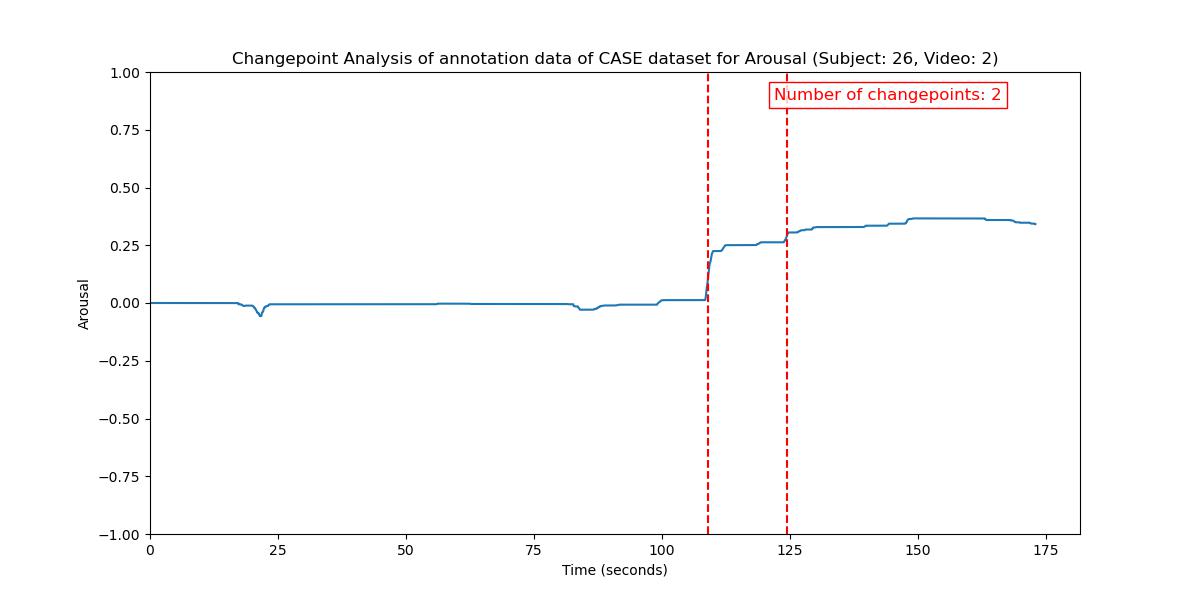 Changepoint Analysis of annotation data of CASE dataset for Arousal (Subject: 26, Video: 2)
Number of changepoints: 2
1.00
0.75
0.50
0.25
0.00
−0.25
−0.50
−0.75
−1.00
Arousal
0 25 50 75 100 125 150 175
Time (seconds)